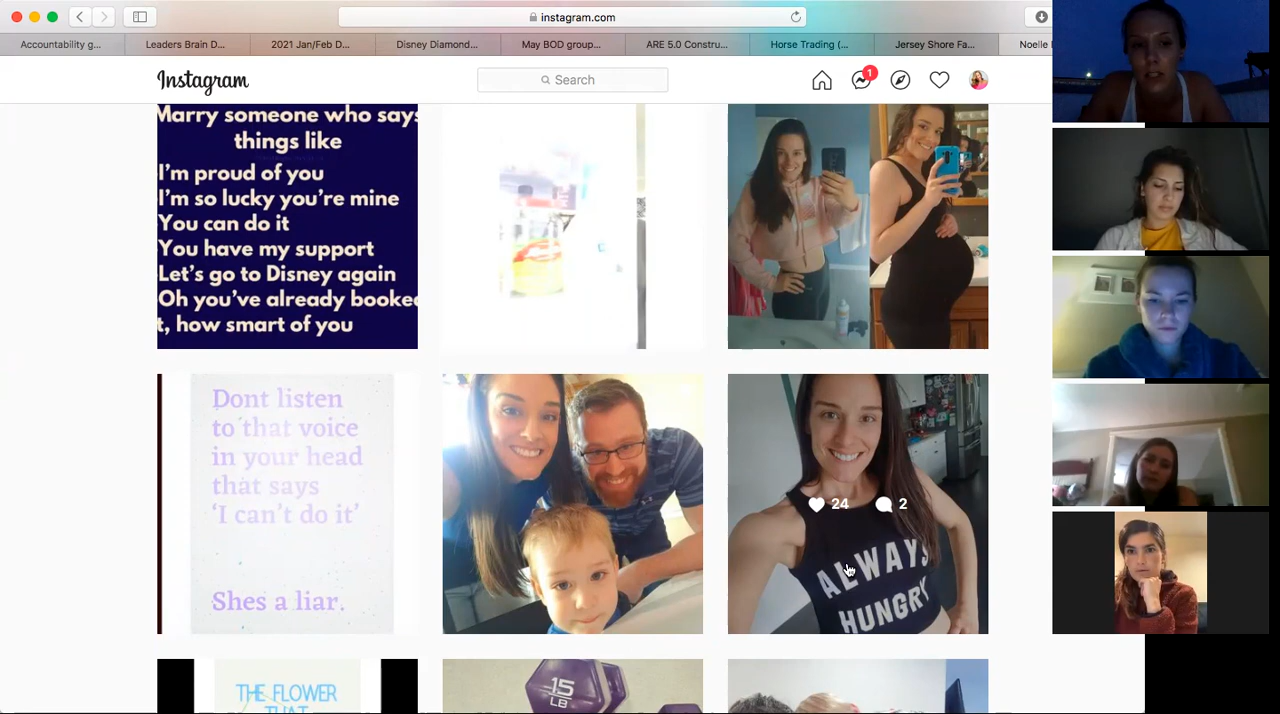 instagram.com
Accountability g...
Leaders Brain D...
2021 Jan/Feb D...
Disney Diamond...
May BOD group...
ARE 5.0 Constru...
Horse Trading (...
Jersey Shore Fa...
Noelle
Instagram
Search
1
Marry someone who says
things like
I'm proud of you
I'm so lucky you're mine
You can do it
You have my support
Let's go to Disney again
Oh you've already booked
t, how smart of you
Dont listen
to that voice
in your head
that says
'I can't do it'
Shes a liar.
24
2
ALWAYS
HUNGRY
THE FLOWER
THAT
15
LB